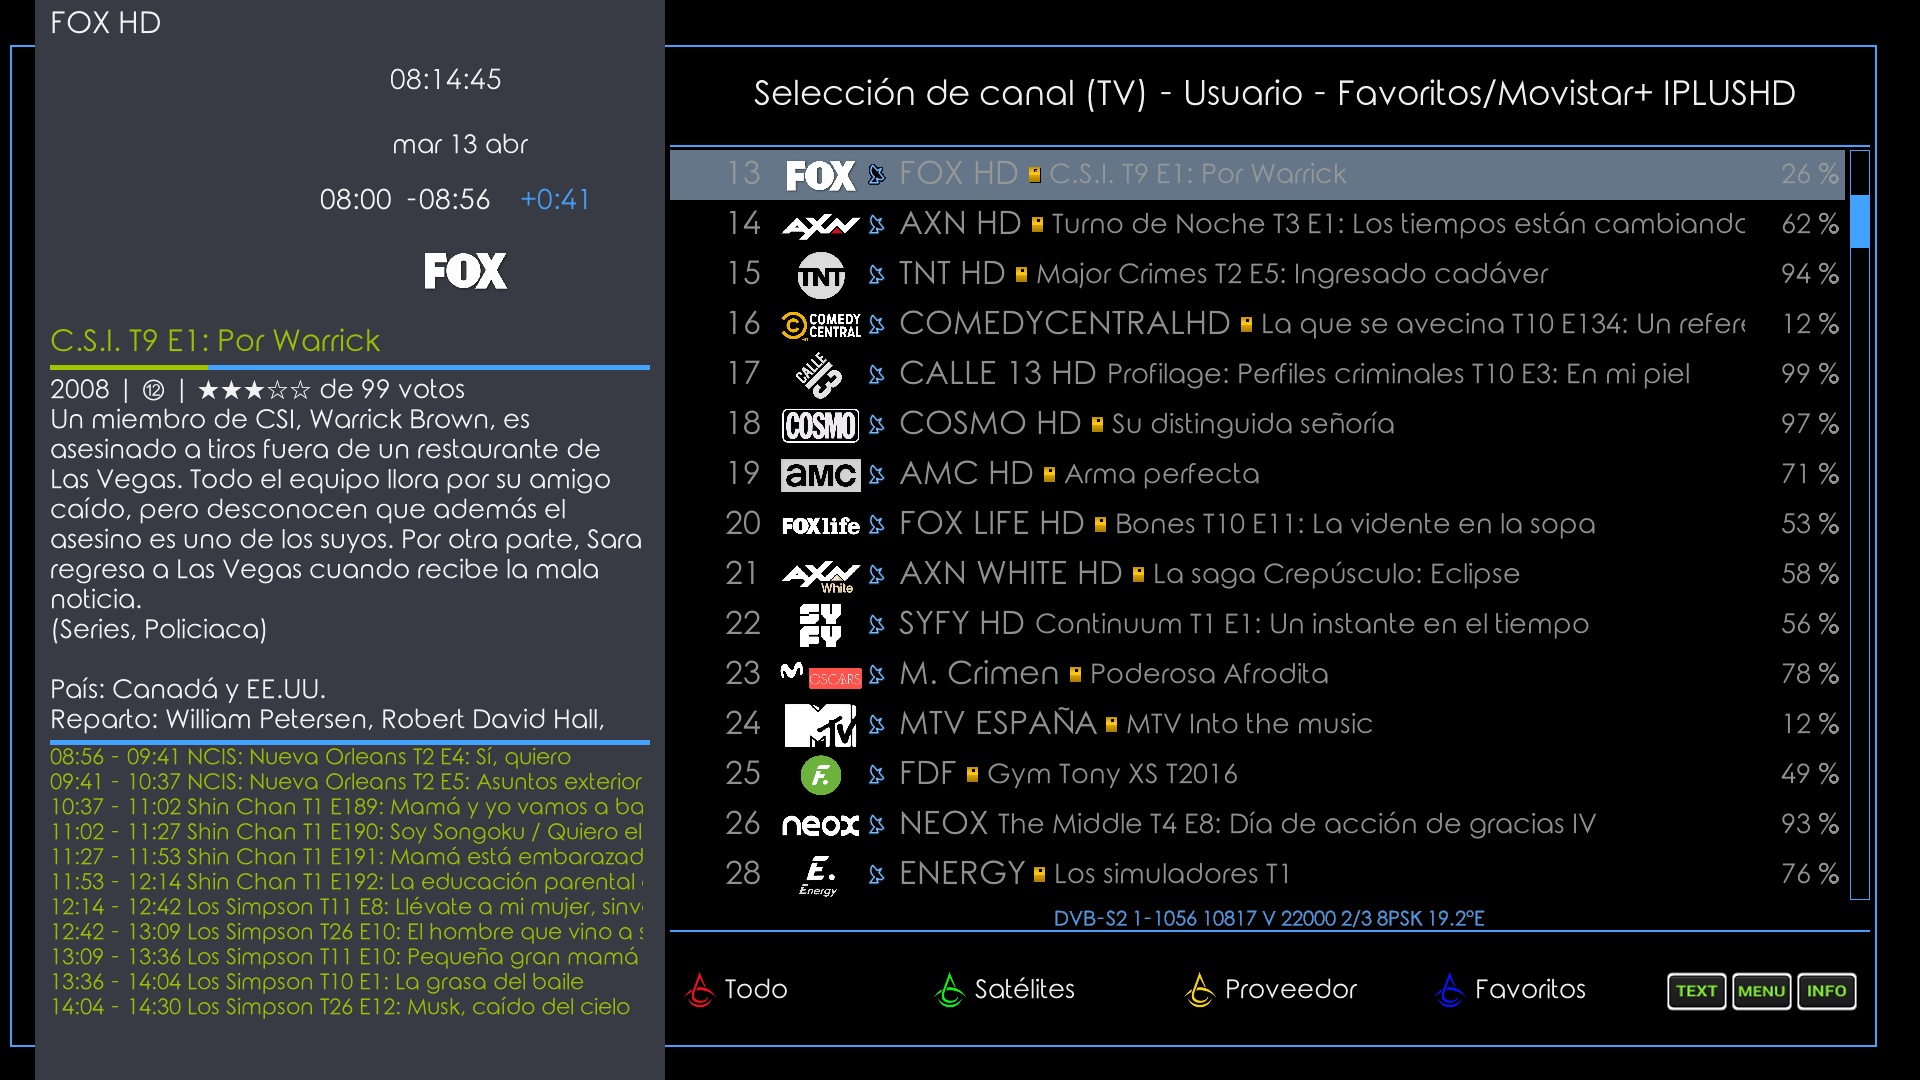 FOX HD
08:14:45
mar 13 abr
08:00 -08:56 +0:41
FOX
C.S.I. T9 E1: Por Warrick
2008 | ⑫ | ★★★☆☆ de 99 votos
Un miembro de CSI, Warrick Brown, es
asesinado a tiros fuera de un restaurante de
Las Vegas. Todo el equipo llora por su amigo
caído, pero desconocen que además el
asesino es uno de los suyos. Por otra parte, Sara
regresa a Las Vegas cuando recibe la mala
noticia.
(Series, Policiaca)
País: Canadá y EE.UU.
Reparto: William Petersen, Robert David Hall,
08:56 - 09:41 NCIS: Nueva Orleans T2 E4: Sí, quiero
09:41 - 10:37 NCIS: Nueva Orleans T2 E5: Asuntos exterior
10:37 - 11:02 Shin Chan T1 E189: Mamá y yo vamos a ba
11:02 - 11:27 Shin Chan T1 E190: Soy Songoku / Quiero el
11:27 - 11:53 Shin Chan T1 E191: Mamá está embarazad
11:53 - 12:14 Shin Chan T1 E192: La educación parental
12:14 - 12:42 Los Simpson T11 E8: Llévate a mi mujer, sinv
12:42 - 13:09 Los Simpson T26 E10: El hombre que vino a s
13:09 - 13:36 Los Simpson T11 E10: Pequeña gran mamá
13:36 - 14:04 Los Simpson T10 E1: La grasa del baile
14:04 - 14:30 Los Simpson T26 E12: Musk, caído del cielo
Selección de canal (TV) - Usuario - Favoritos/Movistar+ IPLUSHD
13 FOX FOX HD C.S.I. T9 E1: Por Warrick 26 %
14 AXN AXN HD Turno de Noche T3 E1: Los tiempos están cambiando 62 %
15 TNT TNT HD Major Crimes T2 E5: Ingresado cadáver 94 %
16 COMEDY CENTRAL COMEDYCENTRALHD La que se avecina T10 E134: Un refere 12 %
17 CALLE 13 CALLE 13 HD Profilage: Perfiles criminales T10 E3: En mi piel 99 %
18 COSMO COSMO HD Su distinguida señoría 97 %
19 aMC AMC HD Arma perfecta 71 %
20 FOXlife FOX LIFE HD Bones T10 E11: La vidente en la sopa 53 %
21 AXN White AXN WHITE HD La saga Crepúsculo: Eclipse 58 %
22 SYFY SYFY HD Continuum T1 E1: Un instante en el tiempo 56 %
23 M OSCARS M. Crimen Poderosa Afrodita 78 %
24 MTV MTV ESPAÑA MTV Into the music 12 %
25 F. FDF Gym Tony XS T2016 49 %
26 neox NEOX The Middle T4 E8: Día de acción de gracias IV 93 %
28 E. Energy ENERGY Los simuladores T1 76 %
DVB-S2 1-1056 10817 V 22000 2/3 8PSK 19.2ºE
Todo Satélites Proveedor Favoritos TEXT MENU INFO